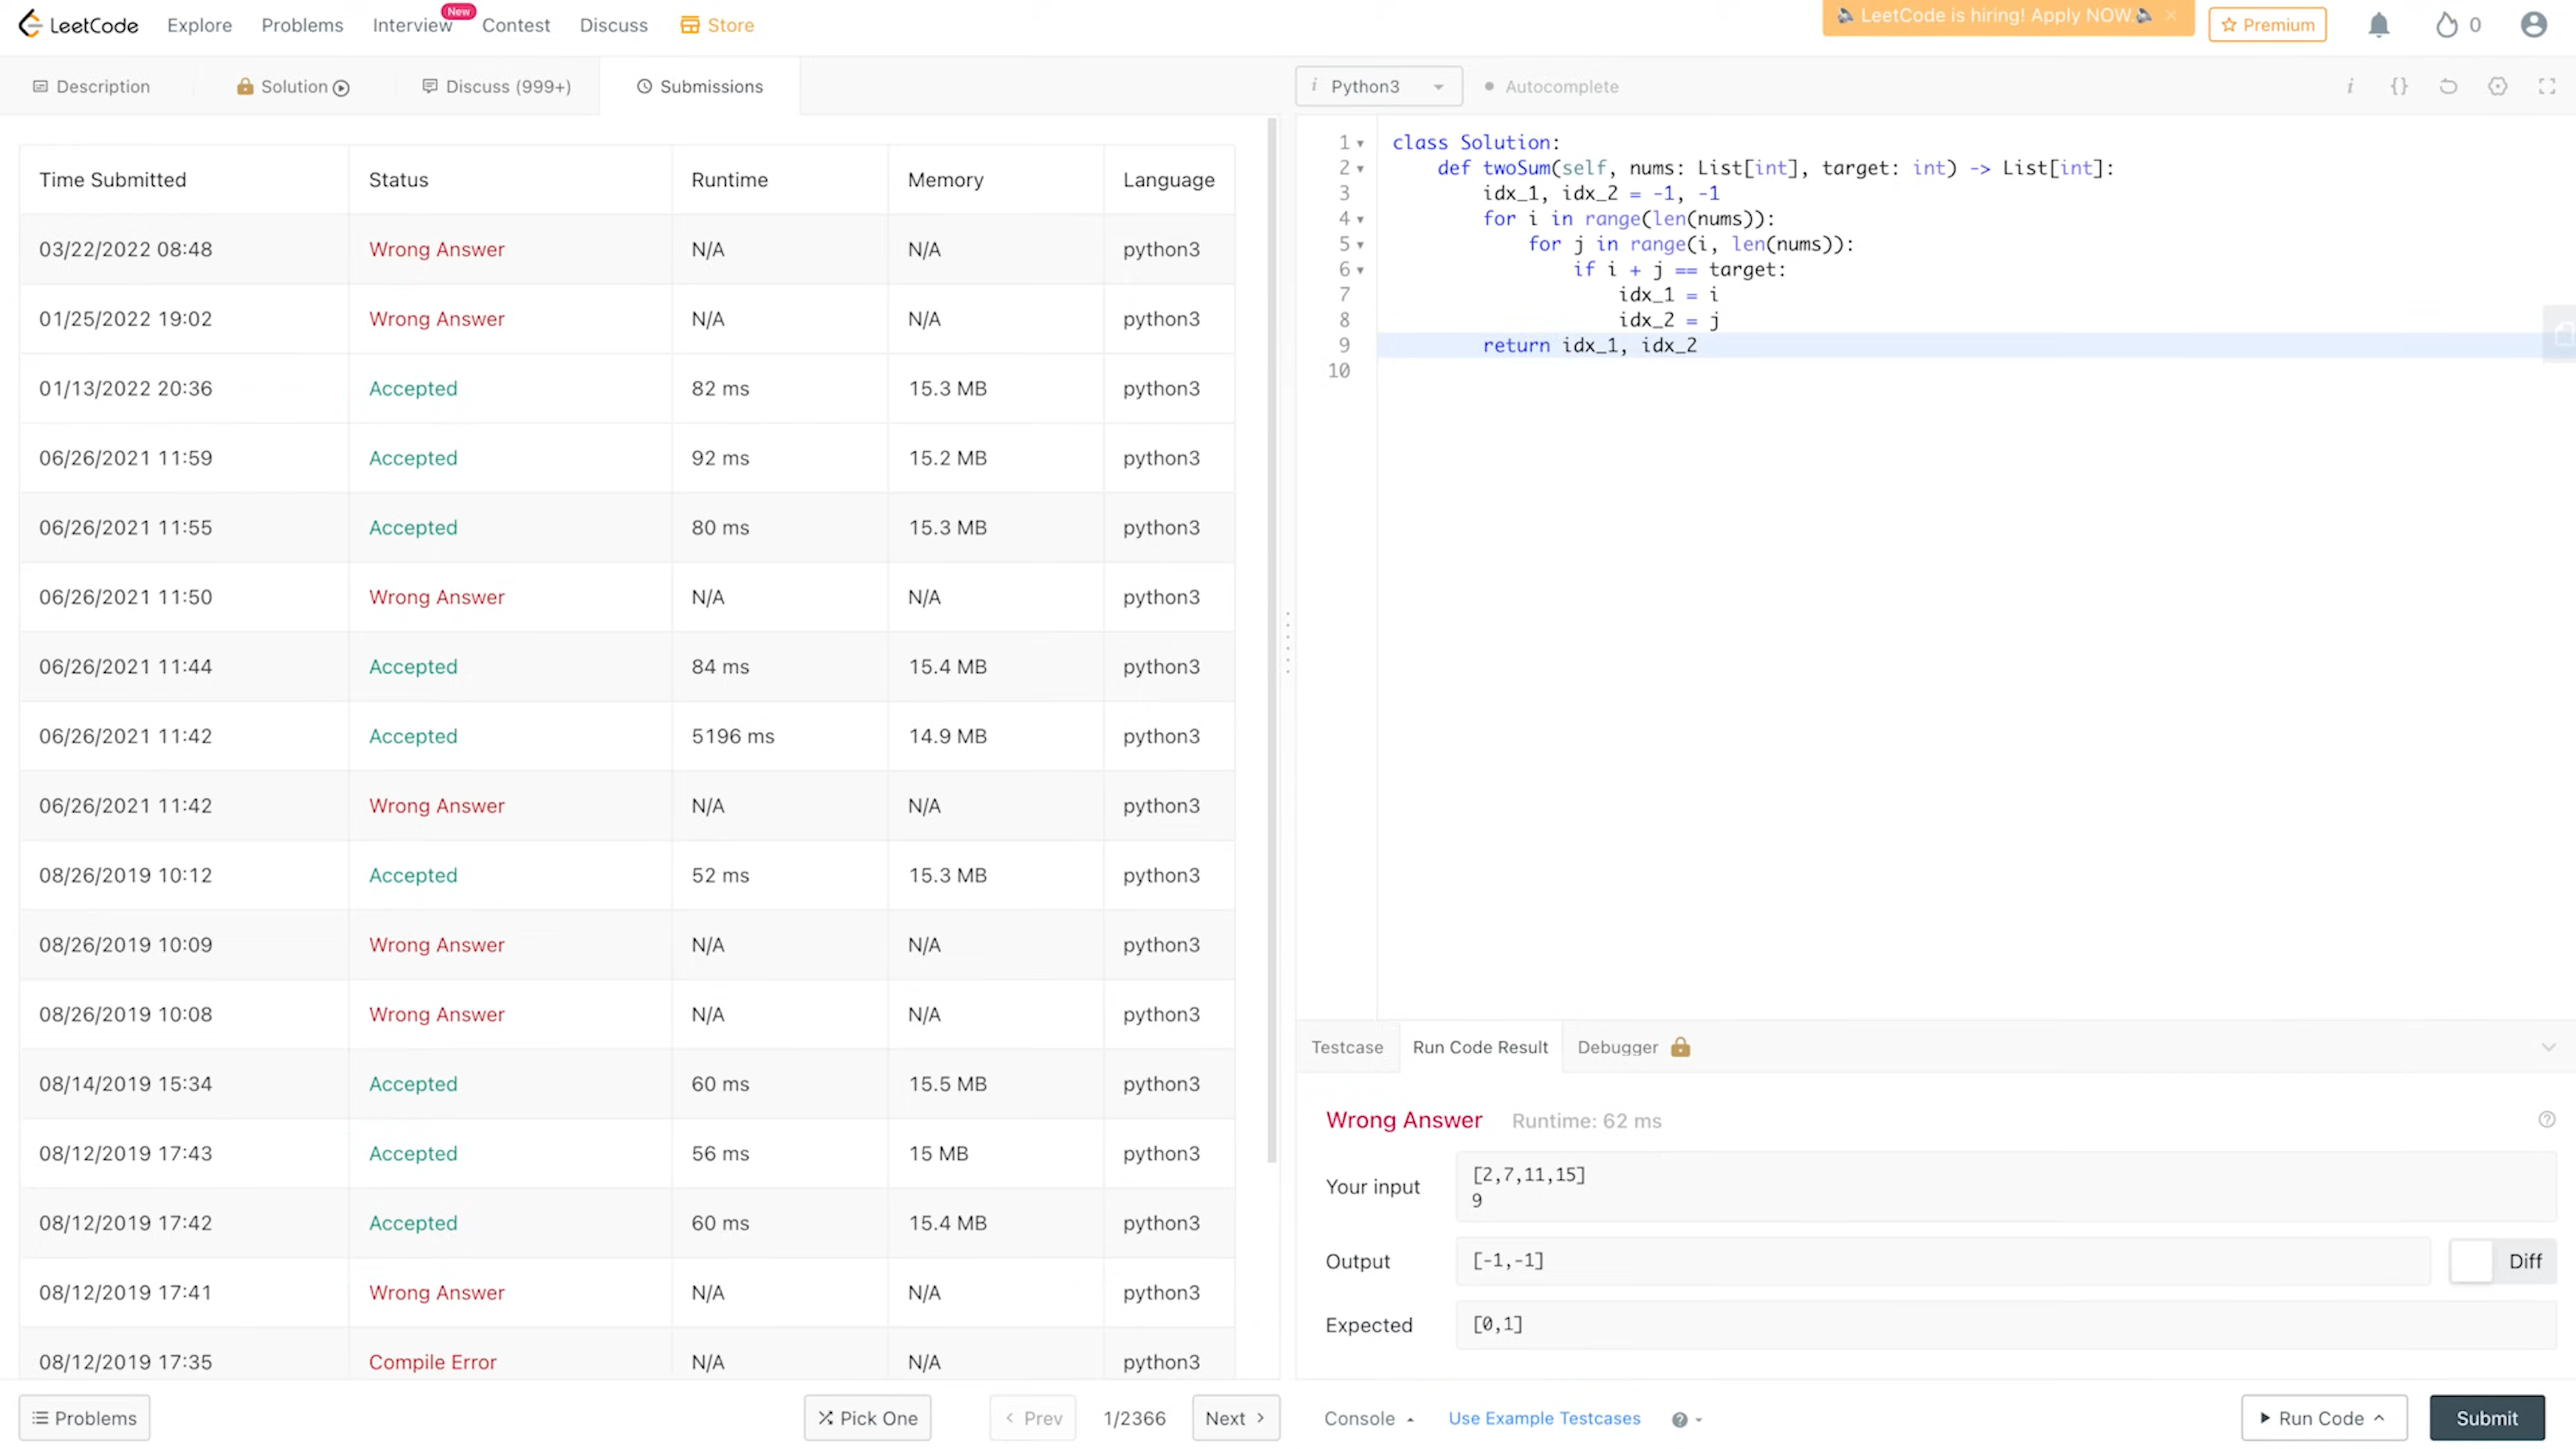 LeetCode Explore Problems Interview New Contest Discuss Store LeetCode is hiring! Apply NOW. × Premium 0
Description Solution Discuss (999+) Submissions
Time Submitted Status Runtime Memory Language
03/22/2022 08:48 Wrong Answer N/A N/A python3
01/25/2022 19:02 Wrong Answer N/A N/A python3
01/13/2022 20:36 Accepted 82 ms 15.3 MB python3
06/26/2021 11:59 Accepted 92 ms 15.2 MB python3
06/26/2021 11:55 Accepted 80 ms 15.3 MB python3
06/26/2021 11:50 Wrong Answer N/A N/A python3
06/26/2021 11:44 Accepted 84 ms 15.4 MB python3
06/26/2021 11:42 Accepted 5196 ms 14.9 MB python3
06/26/2021 11:42 Wrong Answer N/A N/A python3
08/26/2019 10:12 Accepted 52 ms 15.3 MB python3
08/26/2019 10:09 Wrong Answer N/A N/A python3
08/26/2019 10:08 Wrong Answer N/A N/A python3
08/14/2019 15:34 Accepted 60 ms 15.5 MB python3
08/12/2019 17:43 Accepted 56 ms 15 MB python3
08/12/2019 17:42 Accepted 60 ms 15.4 MB python3
08/12/2019 17:41 Wrong Answer N/A N/A python3
08/12/2019 17:35 Compile Error N/A N/A python3
Problems Pick One < Prev 1/2366 Next >
i Python3 Autocomplete i {}
1 class Solution:
2     def twoSum(self, nums: List[int], target: int) -> List[int]:
3         idx_1, idx_2 = -1, -1
4         for i in range(len(nums)):
5             for j in range(i, len(nums)):
6                 if i + j == target:
7                     idx_1 = i
8                     idx_2 = j
9         return idx_1, idx_2
10
Testcase Run Code Result Debugger
Wrong Answer Runtime: 62 ms ?
Your input [2,7,11,15]
9
Output [-1,-1] Diff
Expected [0,1]
Console Use Example Testcases ? Run Code Submit